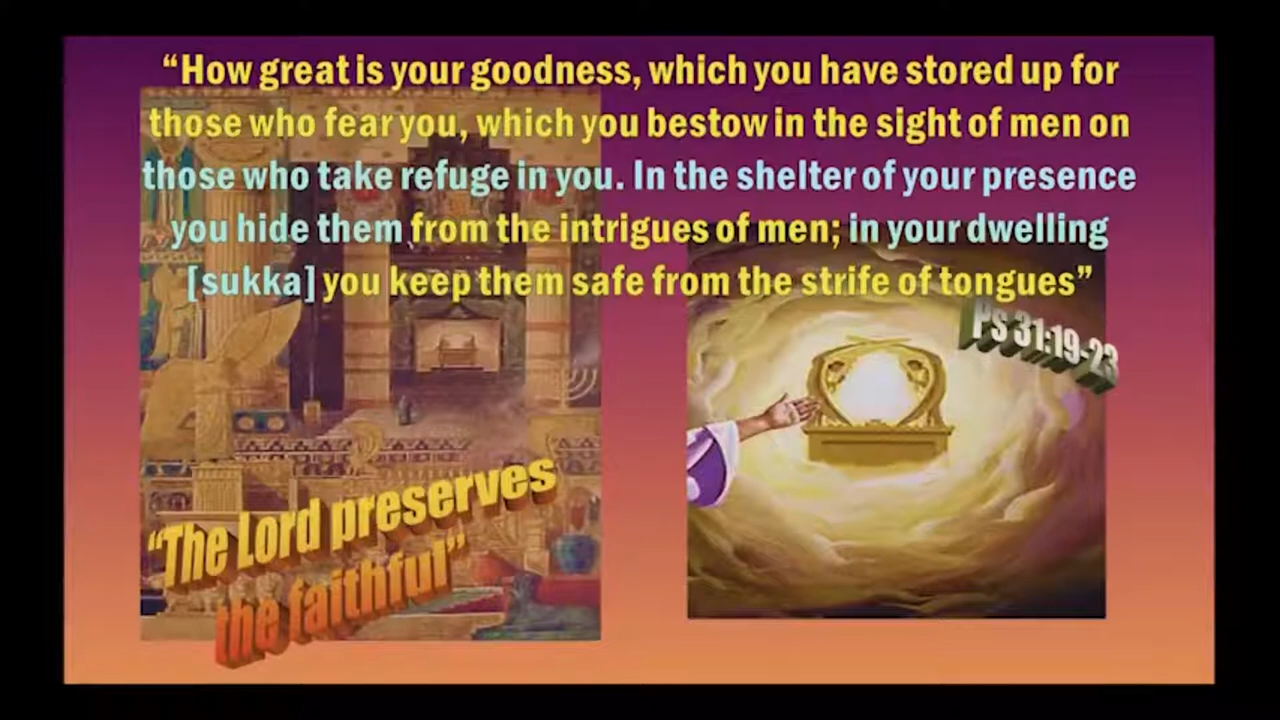 “How great is your goodness, which you have stored up for
those who fear you, which you bestow in the sight of men on
those who take refuge in you. In the shelter of your presence
you hide them from the intrigues of men; in your dwelling
[sukka] you keep them safe from the strife of tongues”
PS 31:19-23
“The Lord preserves
the faithful”